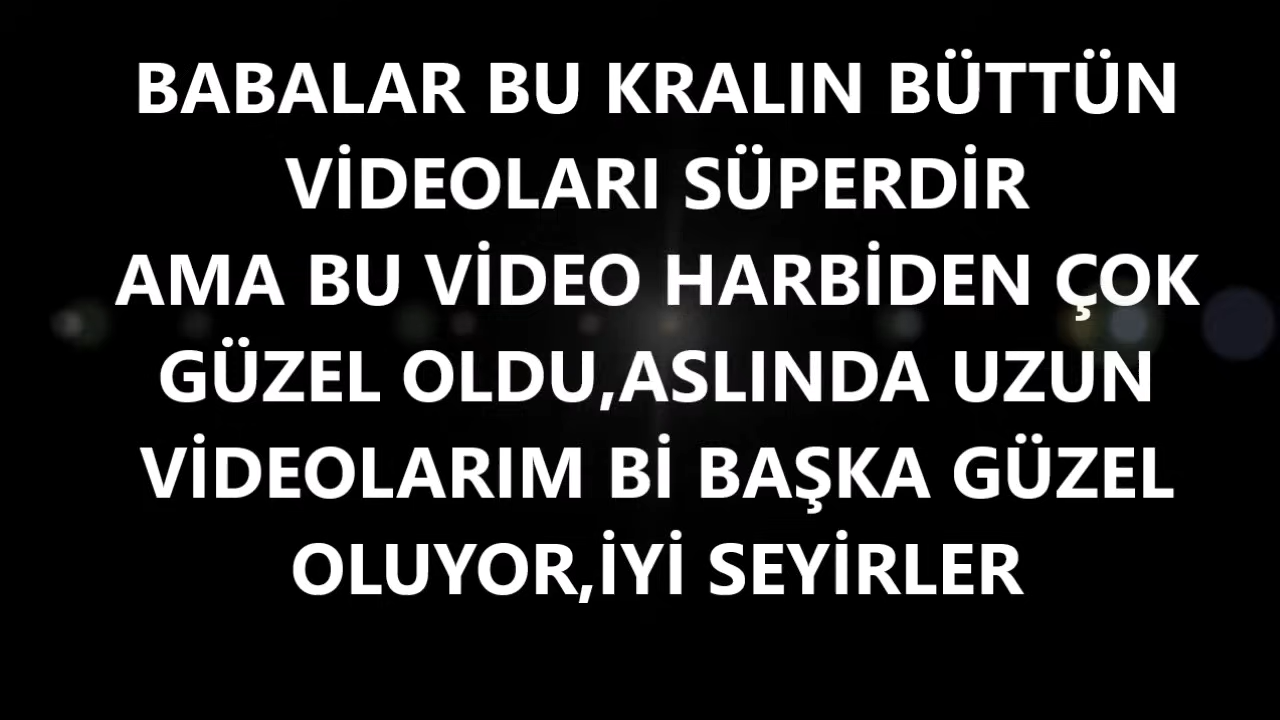 BABALAR BU KRALIN BÜTTÜN
VİDEOLARI SÜPERDİR
AMA BU VİDEO HARBİDEN ÇOK
GÜZEL OLDU,ASLINDA UZUN
VİDEOLARIM Bİ BAŞKA GÜZEL
OLUYOR,İYİ SEYİRLER